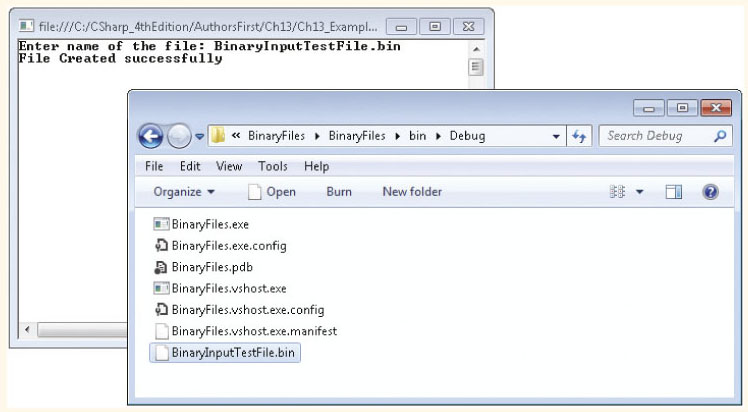 file:///C:/CSharp_4thEdition/AuthorsFirst/Ch13/Ch13_Exampl...
Enter name of the file: BinaryInputTestFile.bin
File Created successfully
« BinaryFiles ▸ BinaryFiles ▸ bin ▸ Debug
Search Debug
File Edit View Tools Help
Organize Open Burn New folder
BinaryFiles.exe
BinaryFiles.exe.config
BinaryFiles.pdb
BinaryFiles.vshost.exe
BinaryFiles.vshost.exe.config
BinaryFiles.vshost.exe.manifest
BinaryInputTestFile.bin